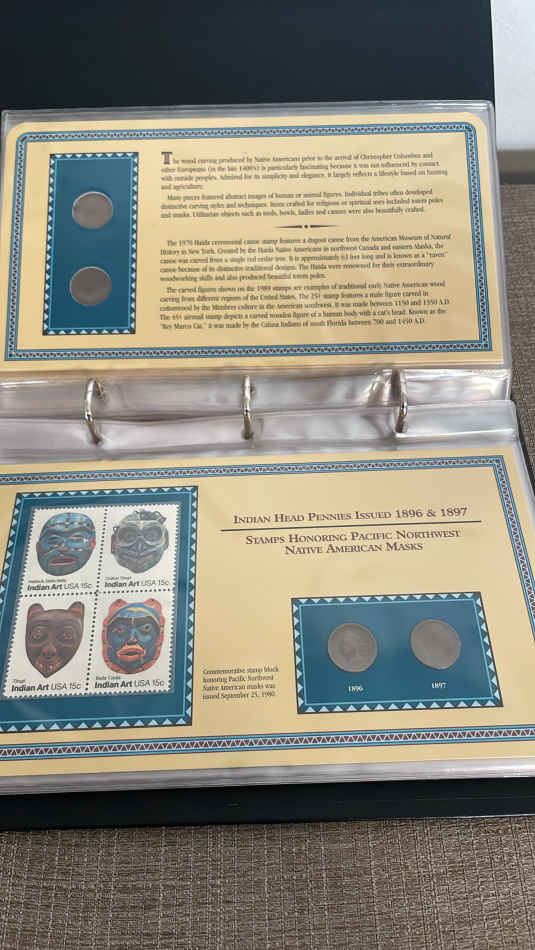 The wood carving produced by Native Americans prior to the arrival of Christopher Columbus and
other Europeans (in the late 1400's) is particularly fascinating because it was not influenced by contact
with outside peoples. Admired for its simplicity and elegance, it largely reflects a lifestyle based on hunting
and agriculture.
Many pieces featured abstract images of human or animal figures. Individual tribes often developed
distinctive carving styles and techniques. Items crafted for religious or spiritual uses included totem poles
and masks. Utilitarian objects such as tools, bowls, ladles and canoes were also beautifully crafted.
The 1970 Haida ceremonial canoe stamp features a dugout canoe from the American Museum of Natural
History in New York. Created by the Haida Native Americans in northwest Canada and eastern Alaska, the
canoe was carved from a single red cedar tree. It is approximately 63 feet long and is known as a "raven"
canoe because of its distinctive traditional designs. The Haida were renowned for their extraordinary
woodworking skills and also produced beautiful totem poles.
The carved figures shown on the 1989 stamps are examples of traditional early Native American wood
carving from different regions of the United States. The 25¢ stamp features a male figure carved in
cottonwood by the Mimbres culture in the American southwest. It was made between 1150 and 1350 A.D.
The 45¢ airmail stamp depicts a carved wooden figure of a human body with a cat's head. Known as the
"Key Marco Cat," it was made by the Calusa Indians of south Florida between 700 and 1450 A.D.
INDIAN HEAD PENNIES ISSUED 1896 & 1897
STAMPS HONORING PACIFIC NORTHWEST
NATIVE AMERICAN MASKS
Heiltsuk, Bella Bella
Indian Art USA 15c
Chilkat Tlingit
Indian Art USA 15c
Tlingit
Indian Art USA 15c
Bella Coola
Indian Art USA 15c
Commemorative stamp block
honoring Pacific Northwest
Native American masks was
issued September 25, 1980.
1896
1897